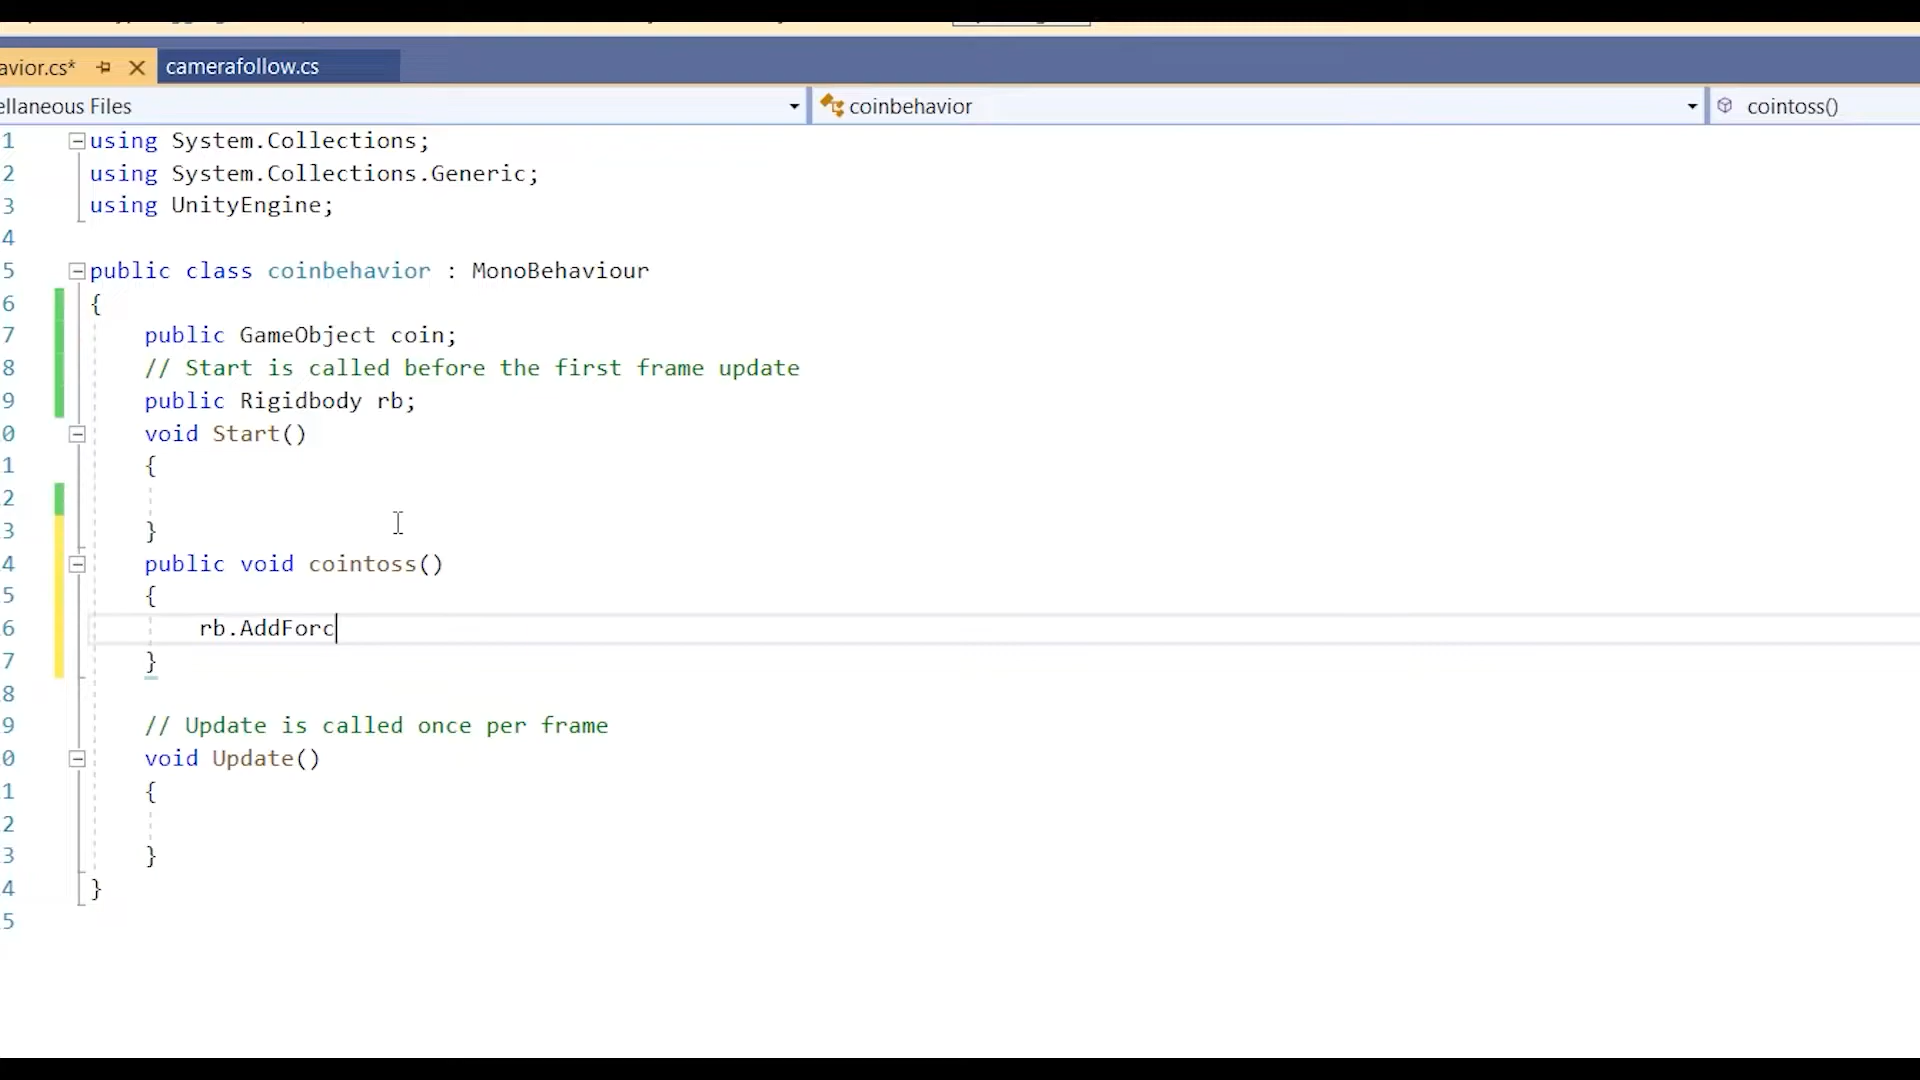 avior.cs*
camerafollow.cs
ellaneous Files
coinbehavior
cointoss()
1 using System.Collections;
2 using System.Collections.Generic;
3 using UnityEngine;
4
5 public class coinbehavior : MonoBehaviour
6 {
7 public GameObject coin;
8 // Start is called before the first frame update
9 public Rigidbody rb;
0 void Start()
1 {
2
3 }
4 public void cointoss()
5 {
6 rb.AddForc
7 }
8
9 // Update is called once per frame
0 void Update()
1 {
2
3 }
4 }
5